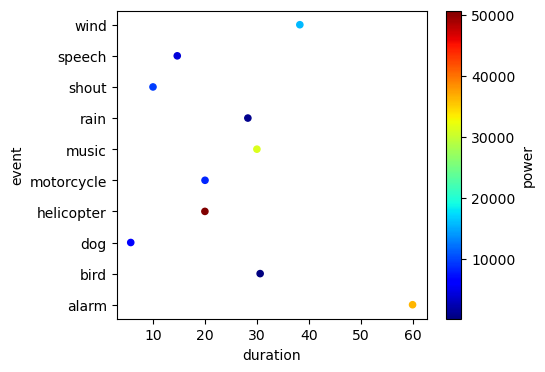 wind
speech
shout
rain
music
motorcycle
helicopter
dog
bird
alarm
event
10 20 30 40 50 60
duration
50000
40000
30000
20000
10000
power